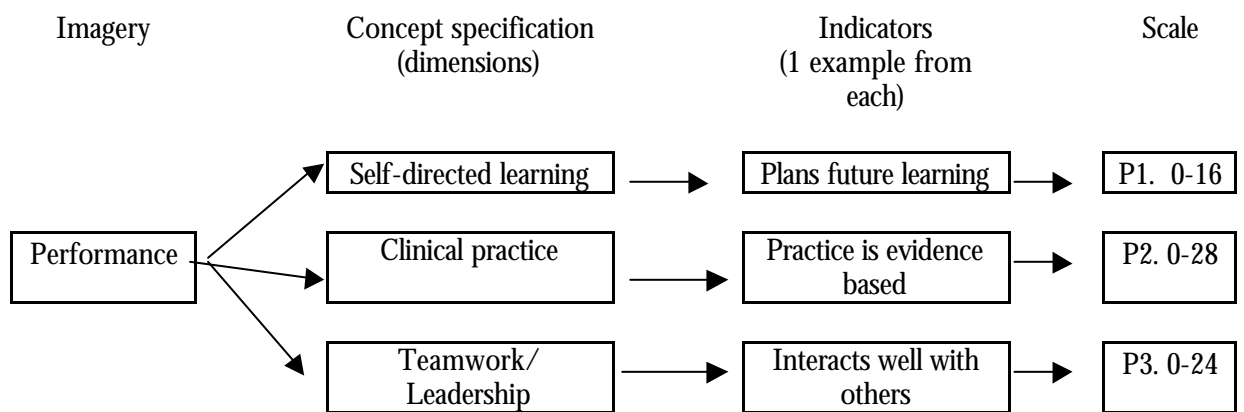 Imagery
Concept specification
(dimensions)
Indicators
(1 example from
each)
Scale
Self-directed learning
Plans future learning
P1. 0-16
Performance
Clinical practice
Practice is evidence
based
P2. 0-28
Teamwork/
Leadership
Interacts well with
others
P3. 0-24